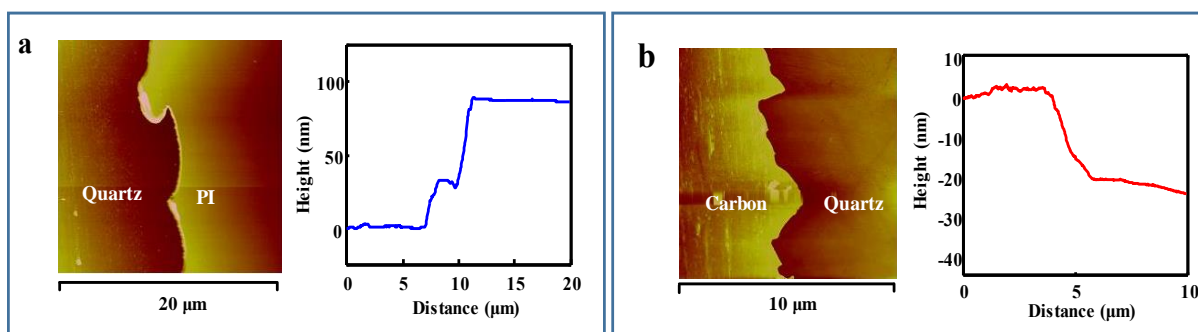 a
Quartz
PI
20 μm
Height (nm)
100
50
0
0 5 10 15 20
Distance (μm)
b
Carbon
Quartz
10 μm
Height (nm)
10
0
-10
-20
-30
-40
0 5 10
Distance (μm)